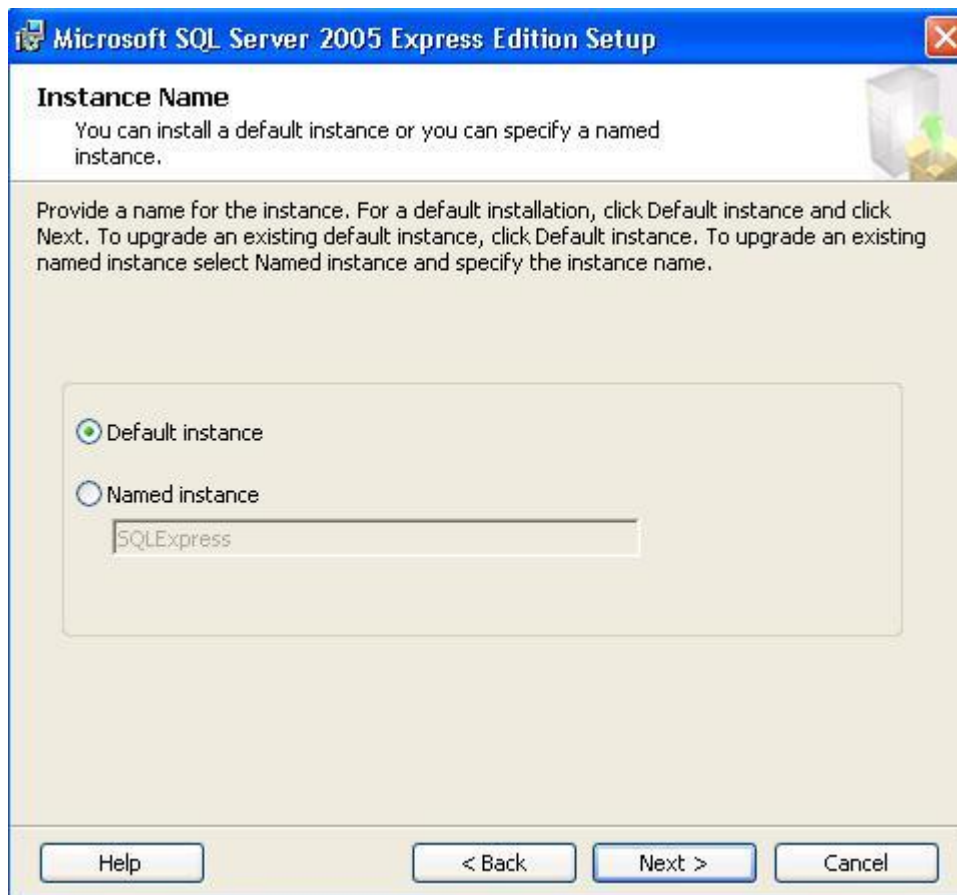 Microsoft SQL Server 2005 Express Edition Setup
Instance Name
You can install a default instance or you can specify a named
instance.
Provide a name for the instance. For a default installation, click Default instance and click
Next. To upgrade an existing default instance, click Default instance. To upgrade an existing
named instance select Named instance and specify the instance name.
Default instance
Named instance
SQLExpress
Help
< Back
Next >
Cancel